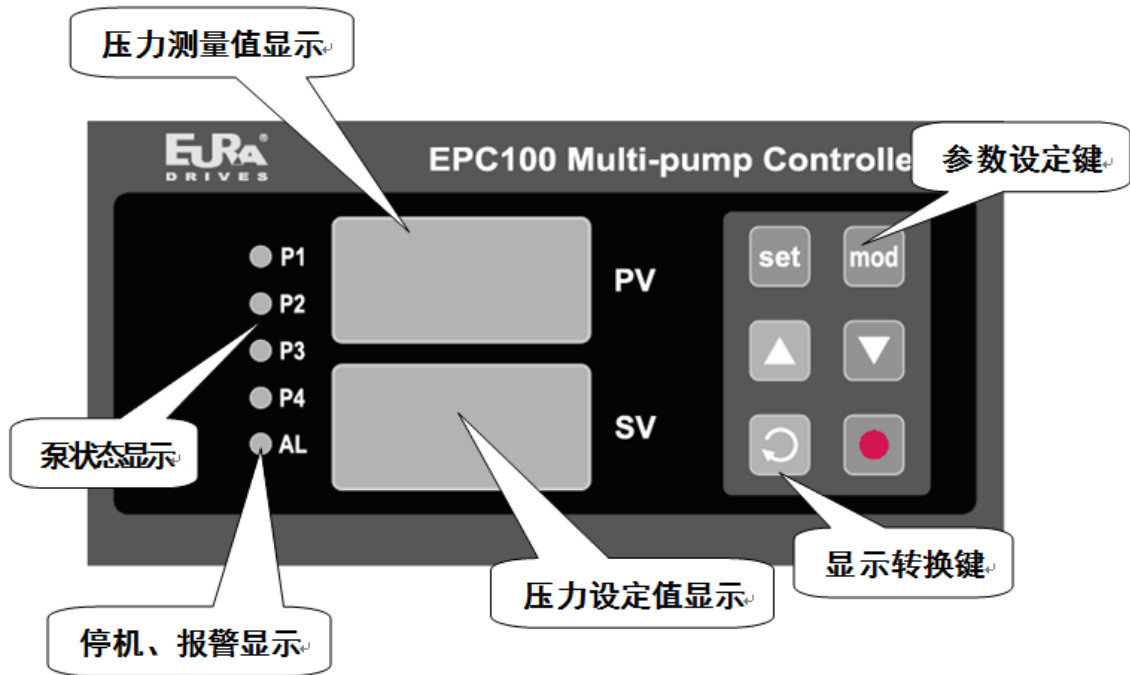 压力测量值显示
EURA®
DRIVES
EPC100 Multi-pump Controlle
参数设定键
P1
P2
P3
P4
AL
PV
SV
set
mod
泵状态显示
显示转换键
压力设定值显示
停机、报警显示